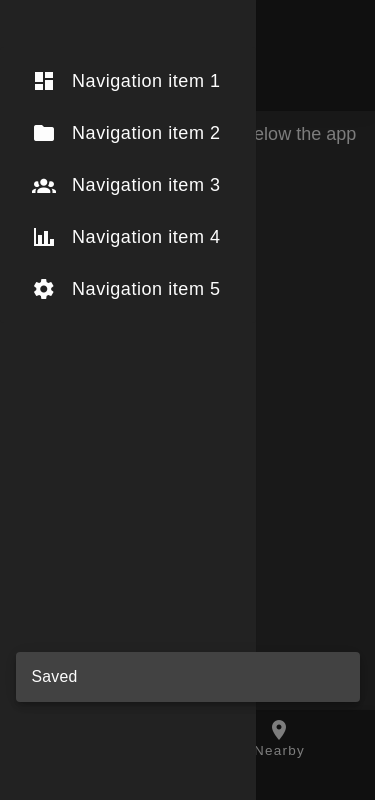 Navigation item 1
Navigation item 2
elow the app
Navigation item 3
Navigation item 4
Navigation item 5
Saved
Nearby